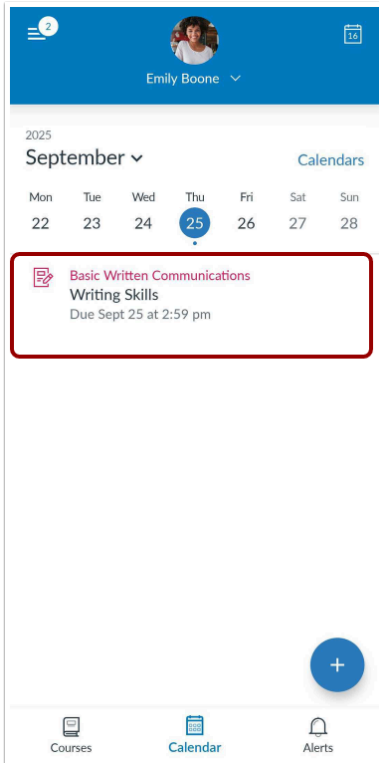 2
16
Emily Boone
2025
September
Calendars
Mon Tue Wed Thu Fri Sat Sun
22 23 24 25 26 27 28
Basic Written Communications
Writing Skills
Due Sept 25 at 2:59 pm
+
Courses Calendar Alerts